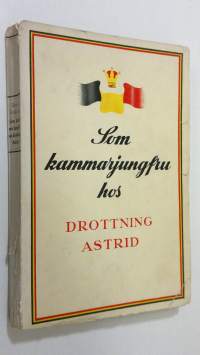 Som
kammarjungfru
hos
DROTTNING
ASTRID